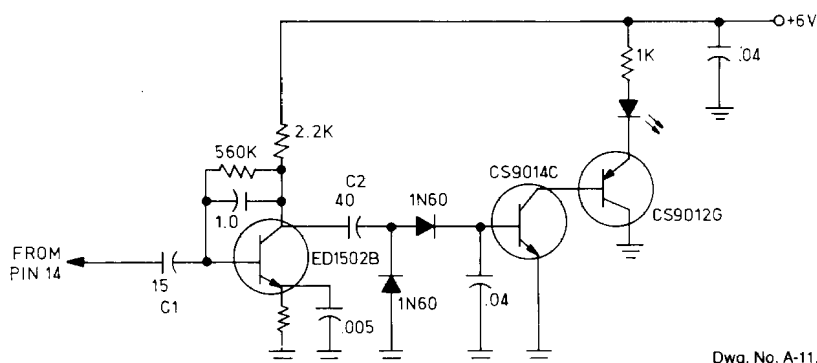 +6V
1K
.04
2.2K
560K
C2
40
1N60
CS9014C
1.0
CS9012G
FROM
PIN 14
15
C1
ED1502B
1N60
.04
.005
Dwg. No. A-11,